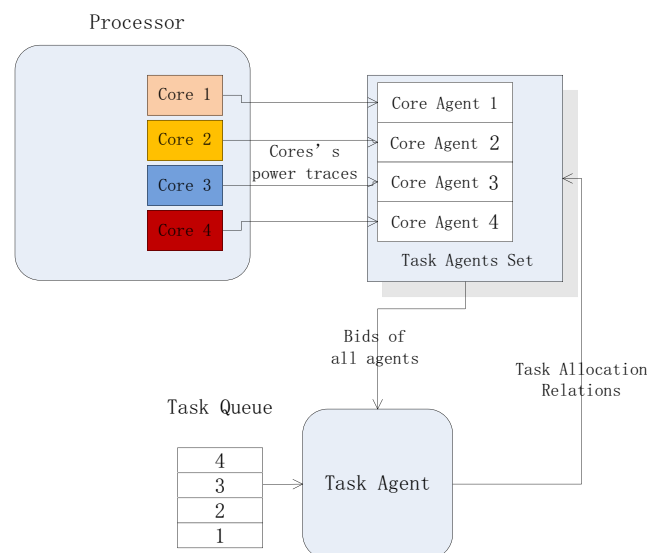 Processor
Core 1
Core 2
Core 3
Core 4
Cores’s
power traces
Core Agent 1
Core Agent 2
Core Agent 3
Core Agent 4
Task Agents Set
Bids of
all agents
Task Allocation
Relations
Task Queue
4
3
2
1
Task Agent